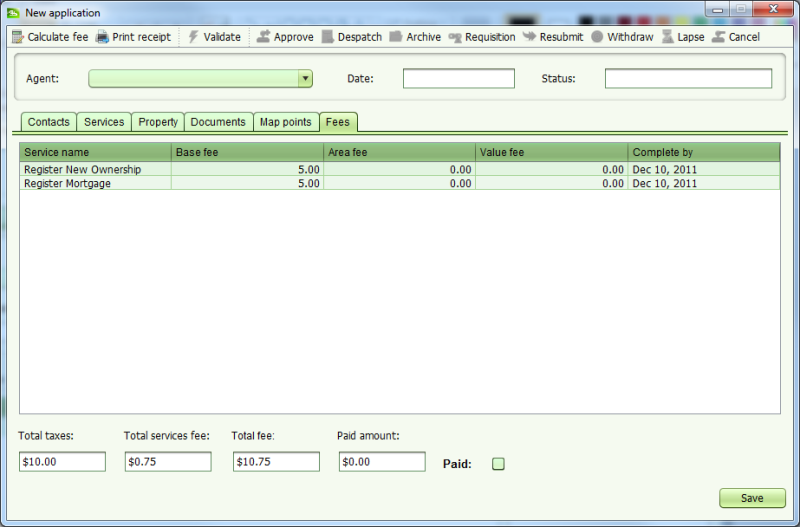 New application
Calculate fee Print receipt Validate Approve Despatch Archive Requisition Resubmit Withdraw Lapse Cancel
Agent: Date: Status:
Contacts Services Property Documents Map points Fees
Service name Base fee Area fee Value fee Complete by
Register New Ownership 5.00 0.00 0.00 Dec 10, 2011
Register Mortgage 5.00 0.00 0.00 Dec 10, 2011
Total taxes: Total services fee: Total fee: Paid amount:
$10.00 $0.75 $10.75 $0.00 Paid:
Save